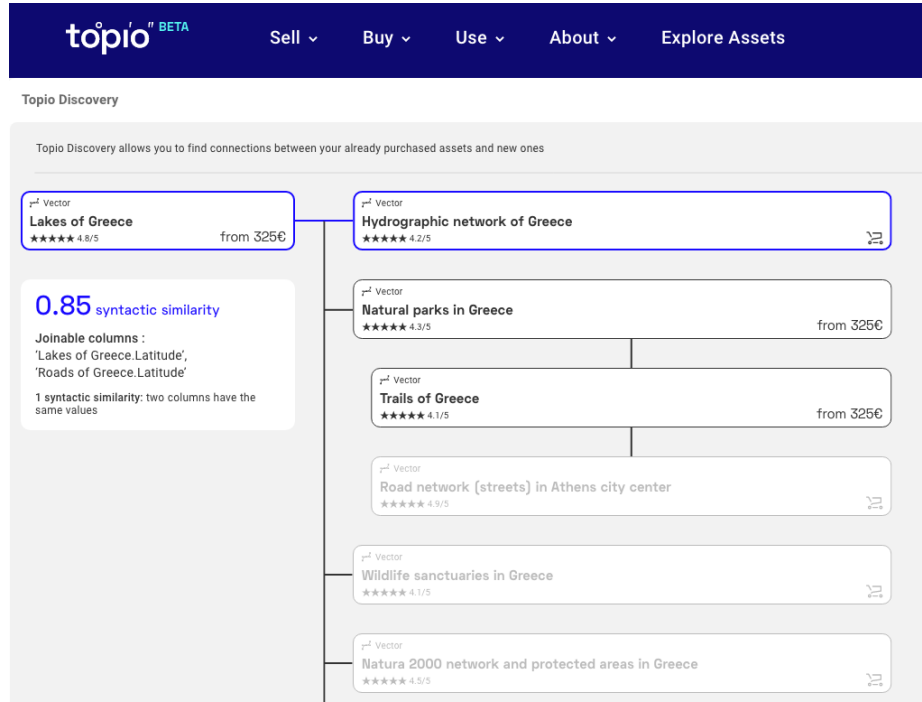 topio" BETA
Sell Buy Use About Explore Assets
Topio Discovery
Topio Discovery allows you to find connections between your already purchased assets and new ones
Vector
Lakes of Greece
★★★★★ 4.8/5 from 325€
0.85 syntactic similarity
Joinable columns :
'Lakes of Greece.Latitude',
'Roads of Greece.Latitude'
1 syntactic similarity: two columns have the
same values
Vector
Hydrographic network of Greece
★★★★★ 4.2/5
Vector
Natural parks in Greece
★★★★★ 4.3/5 from 325€
Vector
Trails of Greece
★★★★★ 4.1/5 from 325€
Vector
Road network (streets) in Athens city center
★★★★★ 4.9/5
Vector
Wildlife sanctuaries in Greece
★★★★★ 4.1/5
Vector
Natura 2000 network and protected areas in Greece
★★★★★ 4.5/5